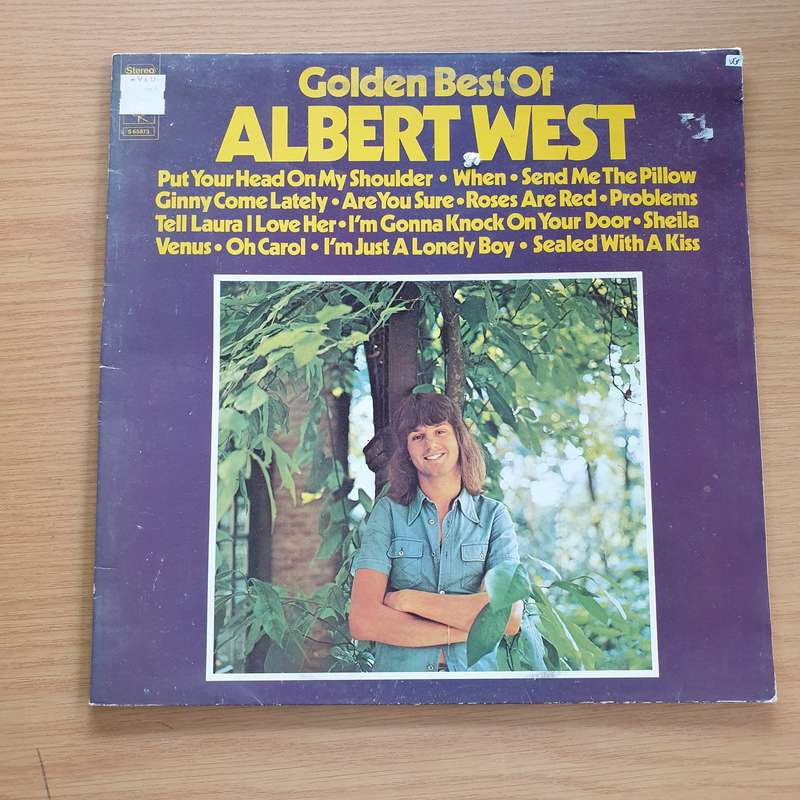 Stereo
S 65873
VG
Golden Best Of
ALBERT WEST
Put Your Head On My Shoulder • When • Send Me The Pillow
Ginny Come Lately • Are You Sure • Roses Are Red • Problems
Tell Laura I Love Her • I'm Gonna Knock On Your Door • Sheila
Venus • Oh Carol • I'm Just A Lonely Boy • Sealed With A Kiss